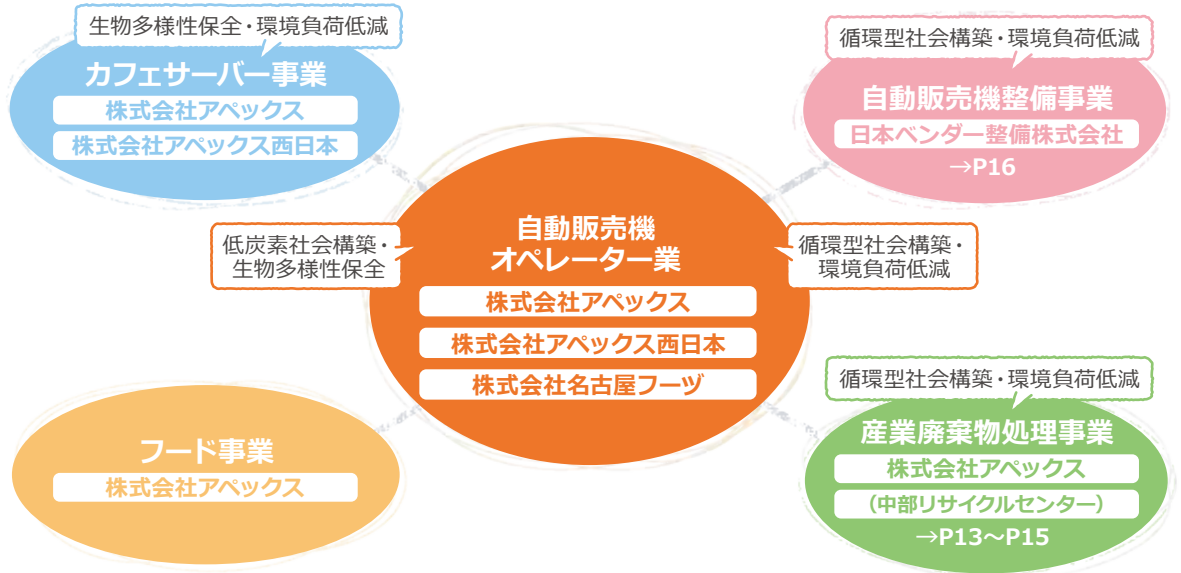 生物多様性保全・環境負荷低減
カフェサーバー事業
株式会社アペックス
株式会社アペックス西日本
循環型社会構築・環境負荷低減
自動販売機整備事業
日本ベンダー整備株式会社
→P16
低炭素社会構築・
生物多様性保全
自動販売機
オペレーター業
株式会社アペックス
株式会社アペックス西日本
株式会社名古屋フーヅ
循環型社会構築・
環境負荷低減
フード事業
株式会社アペックス
循環型社会構築・環境負荷低減
産業廃棄物処理事業
株式会社アペックス
（中部リサイクルセンター）
→P13～P15